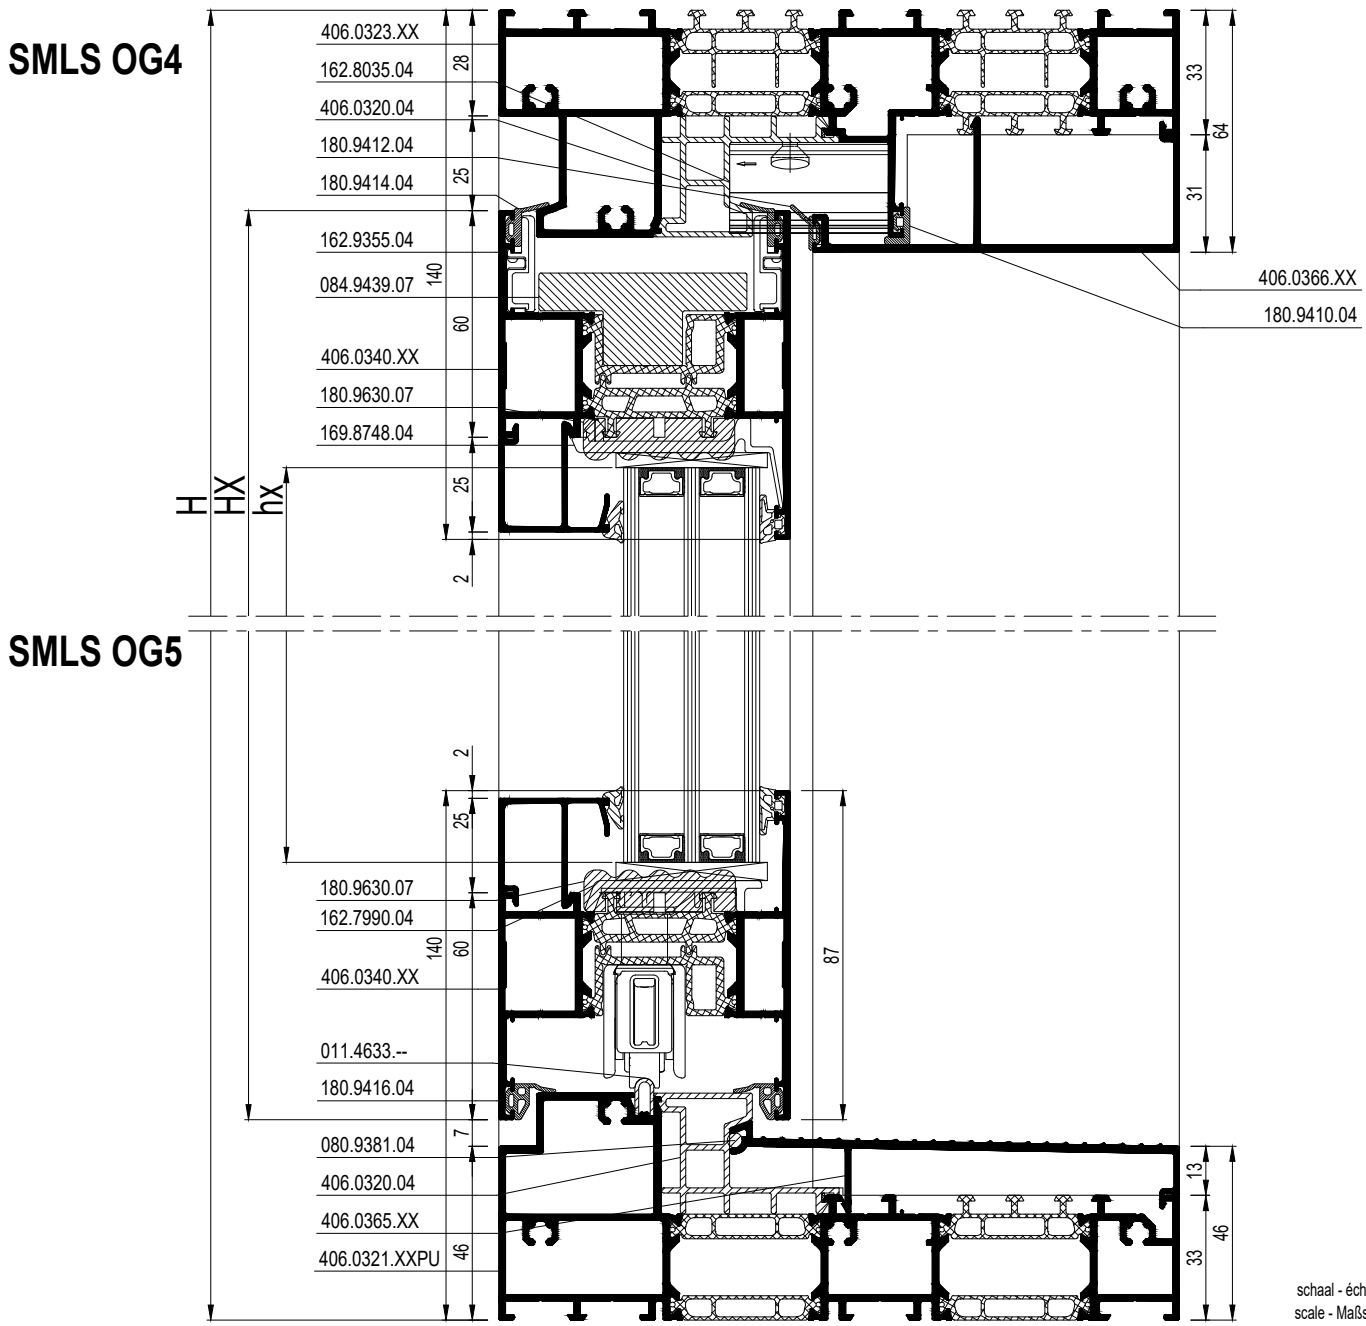 SMLS OG4
406.0323.XX
162.8035.04
406.0320.04
180.9412.04
180.9414.04
162.9355.04
084.9439.07
406.0340.XX
180.9630.07
169.8748.04
28
25
140
60
25
2
H
HX
hx
33
64
31
406.0366.XX
180.9410.04
SMLS OG5
2
25
140
60
7
46
87
180.9630.07
162.7990.04
406.0340.XX
011.4633.--
180.9416.04
080.9381.04
406.0320.04
406.0365.XX
406.0321.XXPU
13
33
46
schaal - éch
scale - Maßs